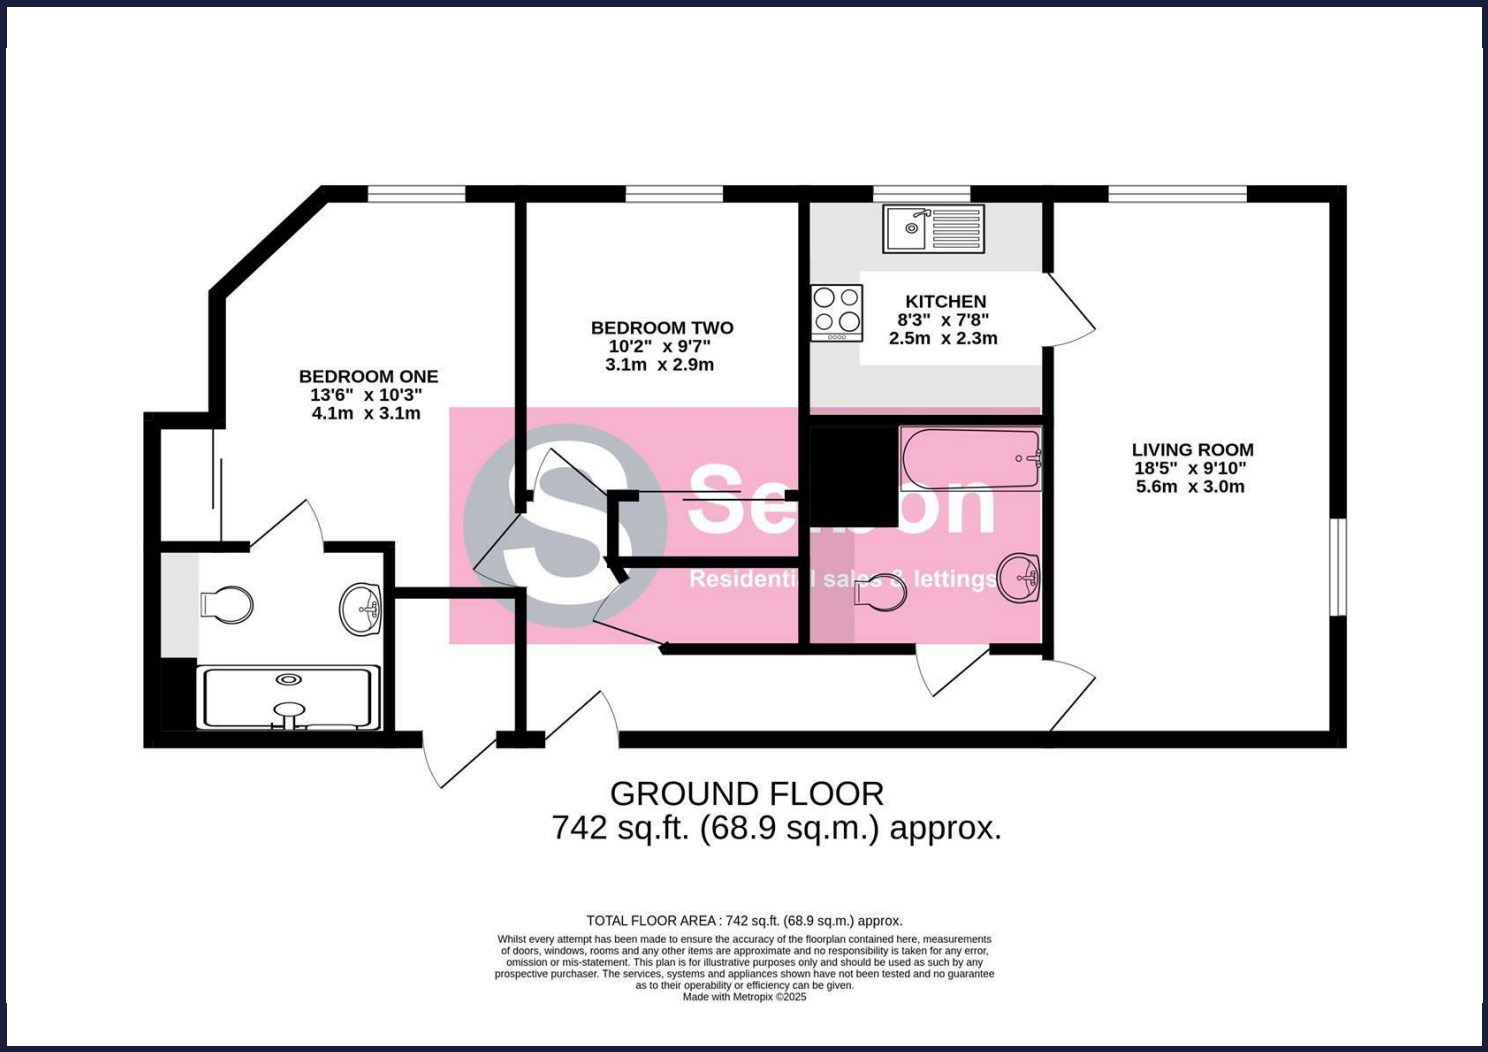 BEDROOM ONE
13'6" x 10'3"
4.1m x 3.1m
BEDROOM TWO
10'2" x 9'7"
3.1m x 2.9m
KITCHEN
8'3" x 7'8"
2.5m x 2.3m
LIVING ROOM
18'5" x 9'10"
5.6m x 3.0m
Residential sales & lettings
GROUND FLOOR
742 sq.ft. (68.9 sq.m.) approx.
TOTAL FLOOR AREA : 742 sq.ft. (68.9 sq.m.) approx.
Whilst every attempt has been made to ensure the accuracy of the floorplan contained here, measurements
of doors, windows, rooms and any other items are approximate and no responsibility is taken for any error,
omission or mis-statement. This plan is for illustrative purposes only and should be used as such by any
prospective purchaser. The services, systems and appliances shown have not been tested and no guarantee
as to their operability or efficiency can be given.
Made with Metropix ©2025